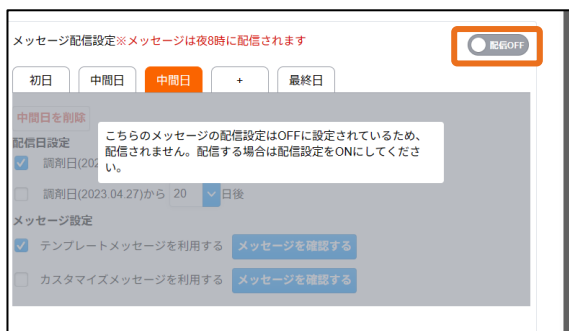 メッセージ配信設定※メッセージは夜8時に配信されます
配信OFF
初日 中間日 中間日 + 最終日
中間日を削除
配信日設定
調剤日(202
こちらのメッセージの配信設定はOFFに設定されているため、
配信されません。配信する場合は配信設定をONにしてくださ
い。
調剤日(2023.04.27)から 20 日後
メッセージ設定
テンプレートメッセージを利用する メッセージを確認する
カスタマイズメッセージを利用する メッセージを確認する